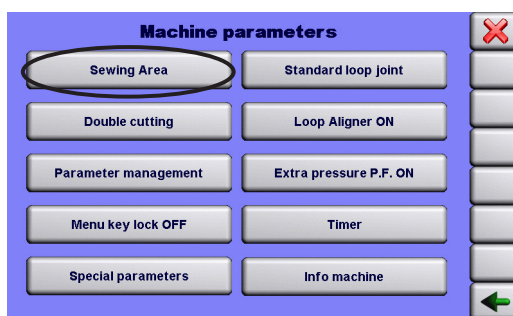 Machine parameters
Sewing Area
Standard loop joint
Double cutting
Loop Aligner ON
Parameter management
Extra pressure P.F. ON
Menu key lock OFF
Timer
Special parameters
Info machine